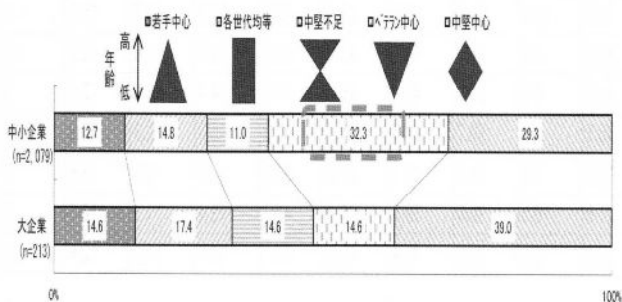 ■若手中心 □各世代均等 □中堅不足 □ベテラン中心 □中堅中心
高
年齢
低
中小企業
(n=2,079)
12.7 14.8 11.0 32.3 29.3
大企業
(n=213)
14.6 17.4 14.6 14.6 39.0
0% 100%